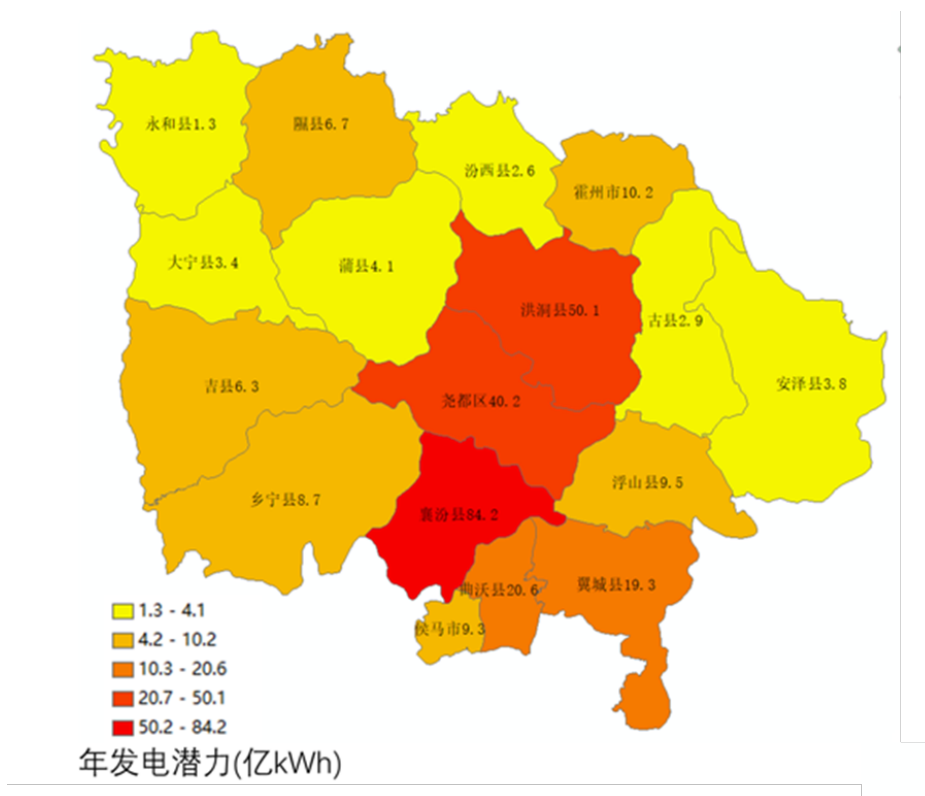 永和县1.3
隰县6.7
汾西县2.6
霍州市10.2
大宁县3.4
蒲县4.1
洪洞县50.1
古县2.9
吉县6.3
尧都区40.2
安泽县3.8
乡宁县8.7
浮山县9.5
襄汾县84.2
曲沃县20.6
翼城县19.3
侯马市9.3
1.3 - 4.1
4.2 - 10.2
10.3 - 20.6
20.7 - 50.1
50.2 - 84.2
年发电潜力(亿kWh)